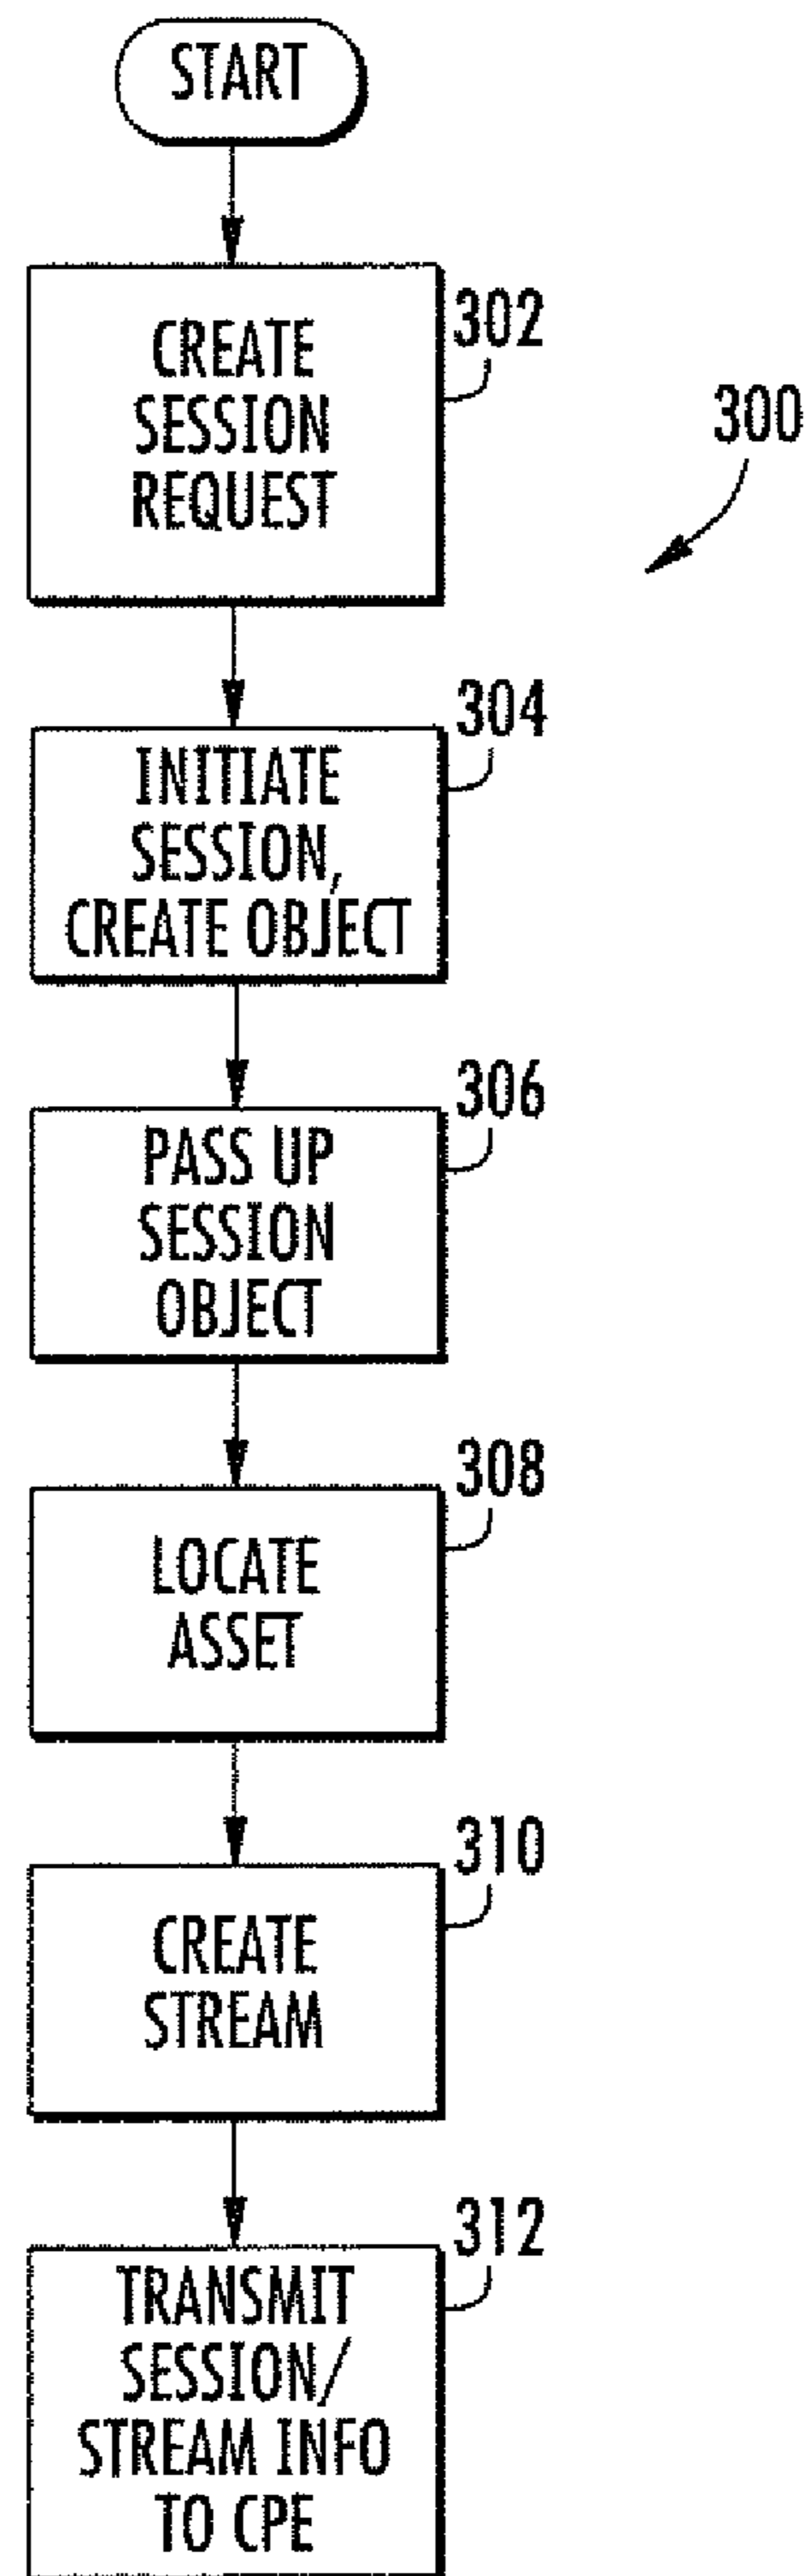 START
CREATE
SESSION
REQUEST
302
300
INITIATE
SESSION,
CREATE OBJECT
304
PASS UP
SESSION
OBJECT
306
LOCATE
ASSET
308
CREATE
STREAM
310
TRANSMIT
SESSION/
STREAM INFO
TO CPE
312